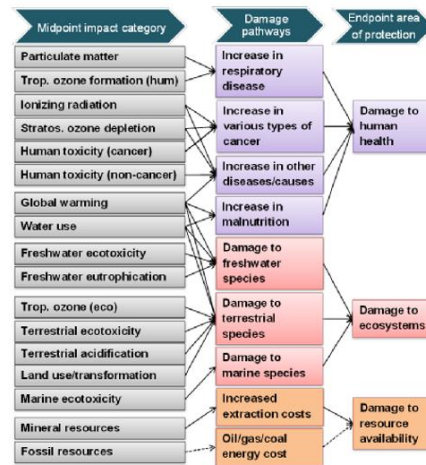 Midpoint impact category
Particulate matter
Trop. ozone formation (hum)
Ionizing radiation
Stratos. ozone depletion
Human toxicity (cancer)
Human toxicity (non-cancer)
Global warming
Water use
Freshwater ecotoxicity
Freshwater eutrophication
Trop. ozone (eco)
Terrestrial ecotoxicity
Terrestrial acidification
Land use/transformation
Marine ecotoxicity
Mineral resources
Fossil resources
Damage
pathways
Increase in
respiratory
disease
Increase in
various types of
cancer
Increase in other
diseases/causes
Increase in
malnutrition
Damage to
freshwater
species
Damage to
terrestrial
species
Damage to
marine species
Increased
extraction costs
Oil/gas/coal
energy cost
Endpoint area
of protection
Damage to
human
health
Damage to
ecosystems
Damage to
resource
availability